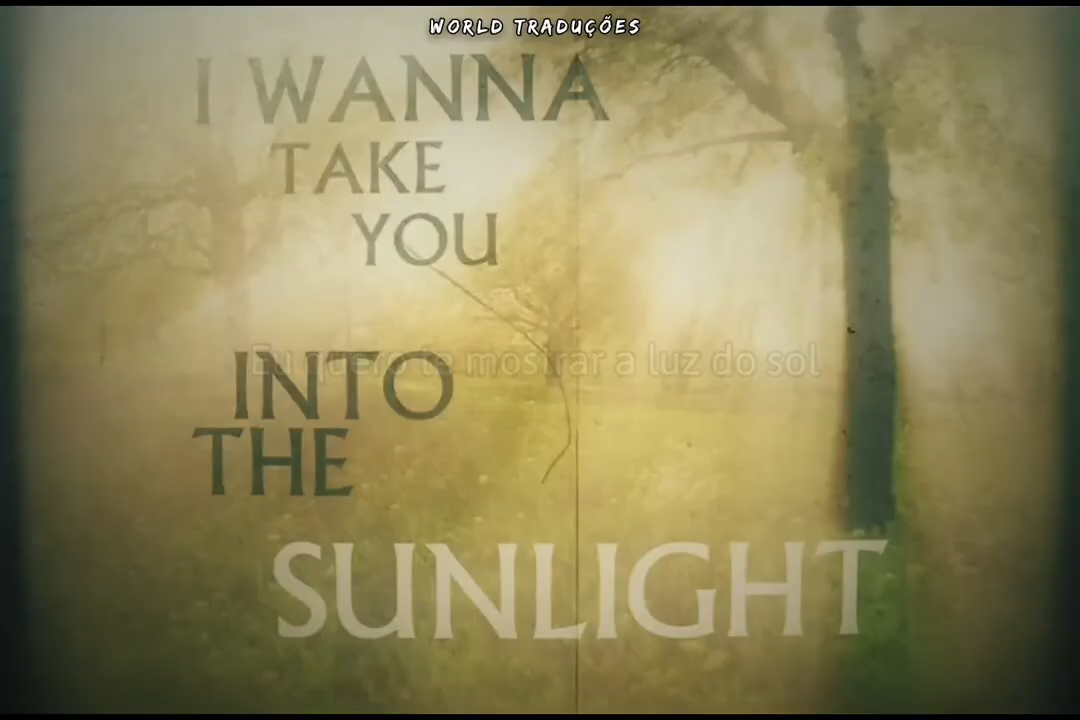 WORLD TRADUÇÕES
I WANNA
TAKE
YOU
Eu quero te mostrar a luz do sol
INTO
THE
SUNLIGHT